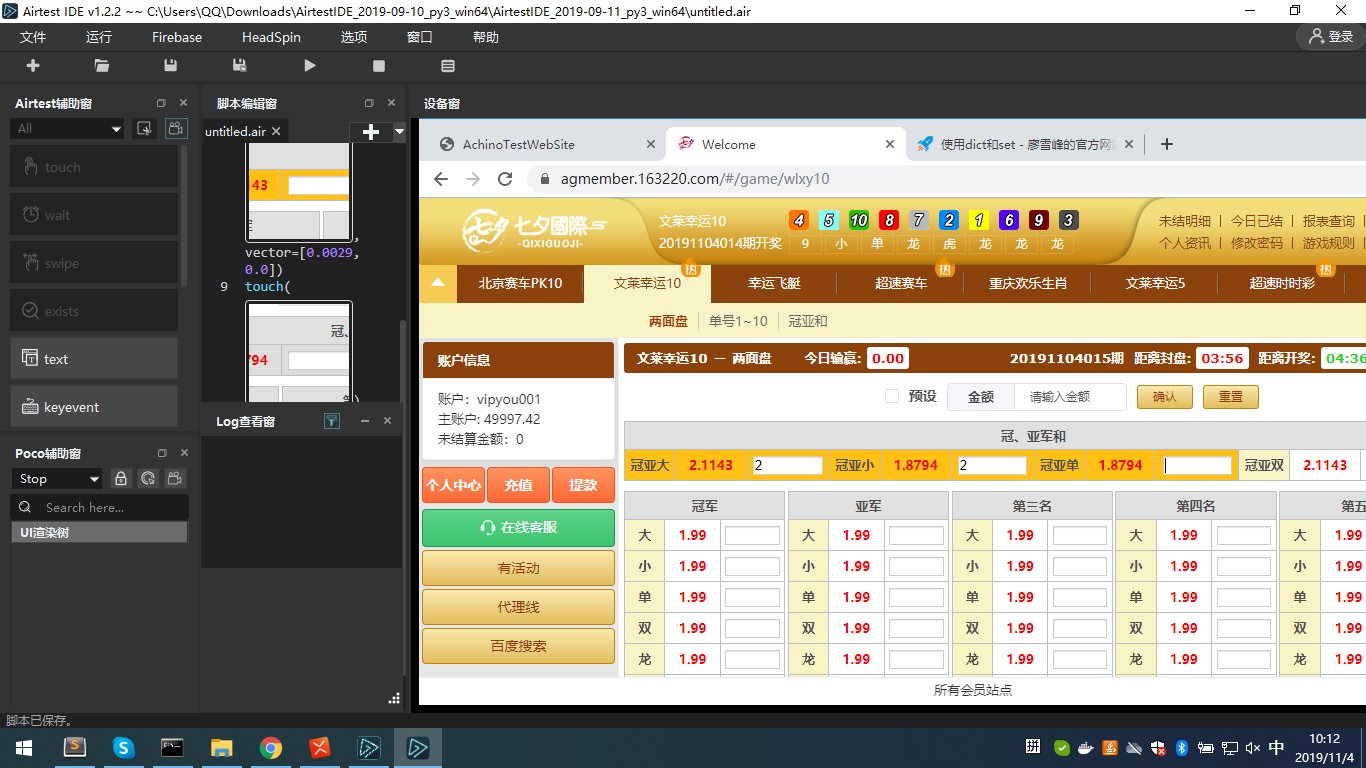 Airtest IDE v1.2.2 ~~ C:\Users\QQ\Downloads\AirtestIDE_2019-09-10_py3_win64\AirtestIDE_2019-09-11_py3_win64\untitled.air
文件 运行 Firebase HeadSpin 选项 窗口 帮助 登录
Airtest辅助窗
All
touch
wait
swipe
exists
text
keyevent
Poco辅助窗
Stop
Search here...
UI渲染树
脚本编辑窗
untitled.air
43
,
vector=[0.0029,
0.0])
9 touch(
冠、
794
Log查看窗
设备窗
AchinoTestWebSite Welcome 使用dict和set - 廖雪峰的官方网
agmember.163220.com/#/game/wlxy10
七夕國際
-QIXIGUOJI-
文莱幸运10 4 5 10 8 7 2 1 6 9 3
20191104014期开奖 9 小 单 龙 虎 龙 龙 龙
未结明细 | 今日已结 | 报表查询 |
个人资讯 | 修改密码 | 游戏规则 |
热 热 热
北京赛车PK10 文莱幸运10 幸运飞艇 超速赛车 重庆欢乐生肖 文莱幸运5 超速时时彩
两面盘 单号1~10 冠亚和
账户信息
账户：vipyou001
主账户: 49997.42
未结算金额：0
个人中心 充值 提款
在线客服
有活动
代理线
百度搜索
文莱幸运10 — 两面盘 今日输赢: 0.00 20191104015期 距离封盘: 03:56 距离开奖: 04:36
预设 金额 请输入金额 确认 重置
冠、亚军和
冠亚大 2.1143 2 冠亚小 1.8794 2 冠亚单 1.8794 冠亚双 2.1143
冠军 亚军 第三名 第四名 第五
大 1.99 大 1.99 大 1.99 大 1.99 大 1.99
小 1.99 小 1.99 小 1.99 小 1.99 小 1.99
单 1.99 单 1.99 单 1.99 单 1.99 单 1.99
双 1.99 双 1.99 双 1.99 双 1.99 双 1.99
龙 1.99 龙 1.99 龙 1.99 龙 1.99 龙 1.99
所有会员站点
脚本已保存。
中
10:12
2019/11/4